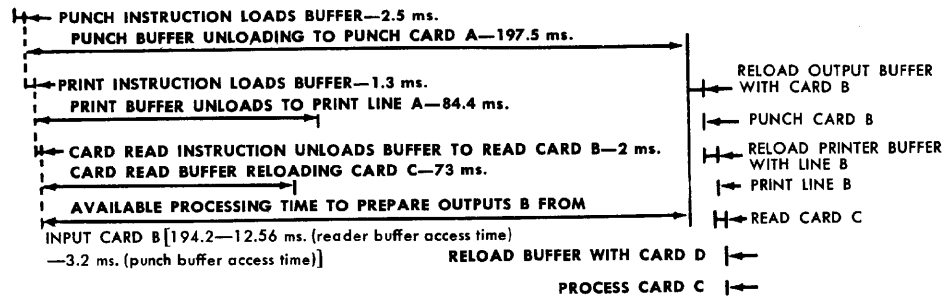 PUNCH INSTRUCTION LOADS BUFFER—2.5 ms.
PUNCH BUFFER UNLOADING TO PUNCH CARD A—197.5 ms.
PRINT INSTRUCTION LOADS BUFFER—1.3 ms.
PRINT BUFFER UNLOADS TO PRINT LINE A—84.4 ms.
CARD READ INSTRUCTION UNLOADS BUFFER TO READ CARD B—2 ms.
CARD READ BUFFER RELOADING CARD C—73 ms.
AVAILABLE PROCESSING TIME TO PREPARE OUTPUTS B FROM
INPUT CARD B[194.2—12.56 ms. (reader buffer access time)
—3.2 ms. (punch buffer access time)]
RELOAD OUTPUT BUFFER
WITH CARD B
PUNCH CARD B
RELOAD PRINTER BUFFER
WITH LINE B
PRINT LINE B
READ CARD C
RELOAD BUFFER WITH CARD D
PROCESS CARD C